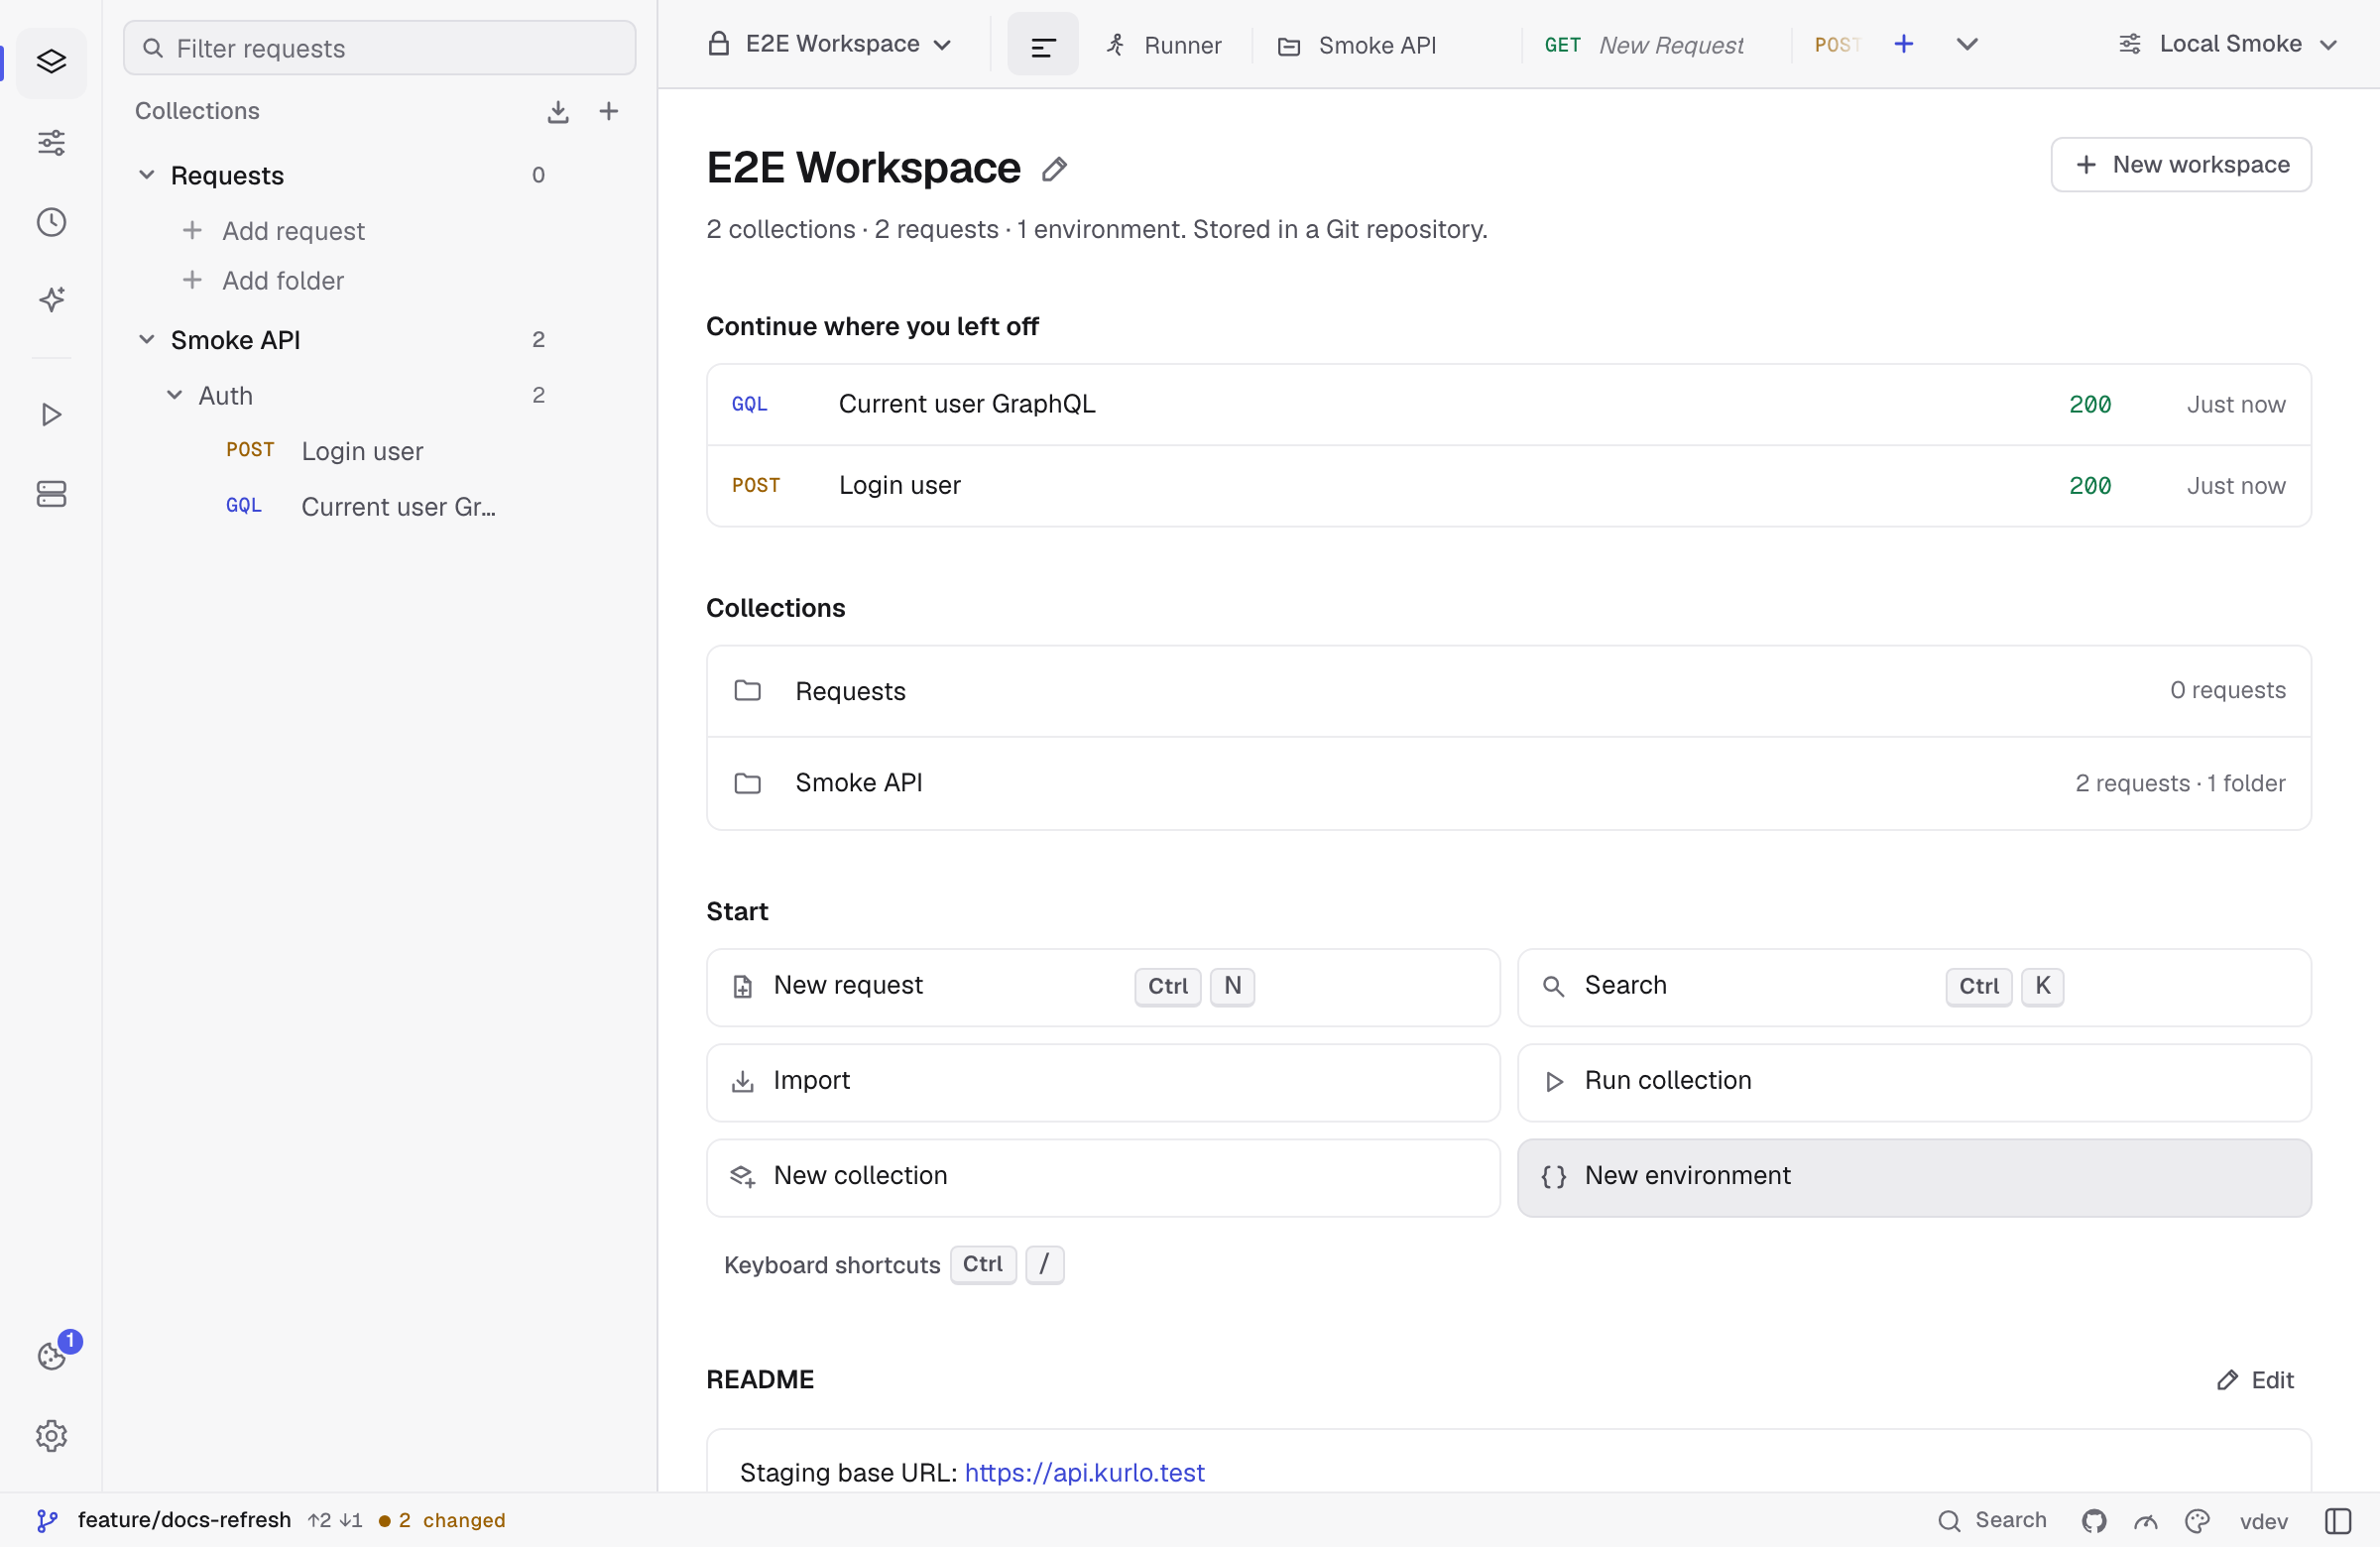 Filter requests
Collections
Requests 0
Add request
Add folder
Smoke API 2
Auth 2
POST Login user
GQL Current user Gr...
1
E2E Workspace
Runner
Smoke API
GET New Request
POST
Local Smoke
E2E Workspace
New workspace
2 collections · 2 requests · 1 environment. Stored in a Git repository.
Continue where you left off
GQL Current user GraphQL 200 Just now
POST Login user 200 Just now
Collections
Requests 0 requests
Smoke API 2 requests · 1 folder
Start
New request Ctrl N
Search Ctrl K
Import
Run collection
New collection
{} New environment
Keyboard shortcuts Ctrl /
README Edit
Staging base URL: https://api.kurlo.test
feature/docs-refresh ↑2 ↓1 ● 2 changed
Search vdev